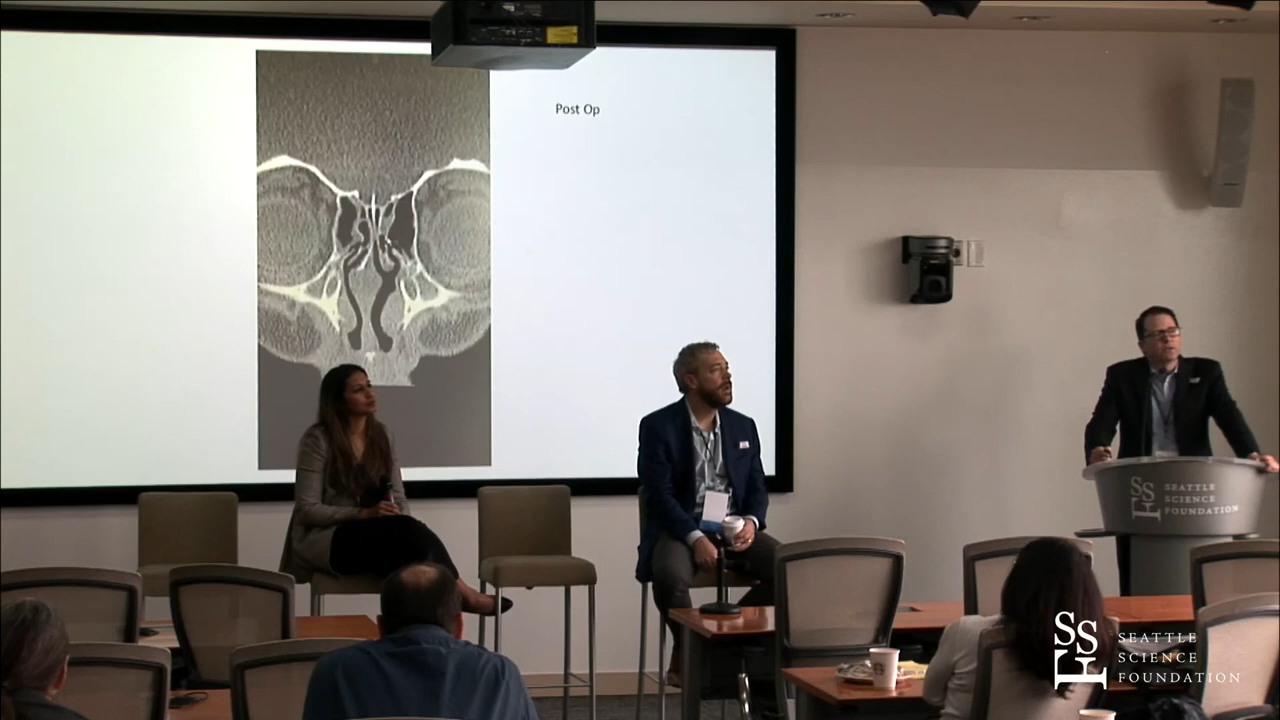 Post Op
SSF
SEATTLE
SCIENCE
FOUNDATION
SSF
SEATTLE
SCIENCE
FOUNDATION